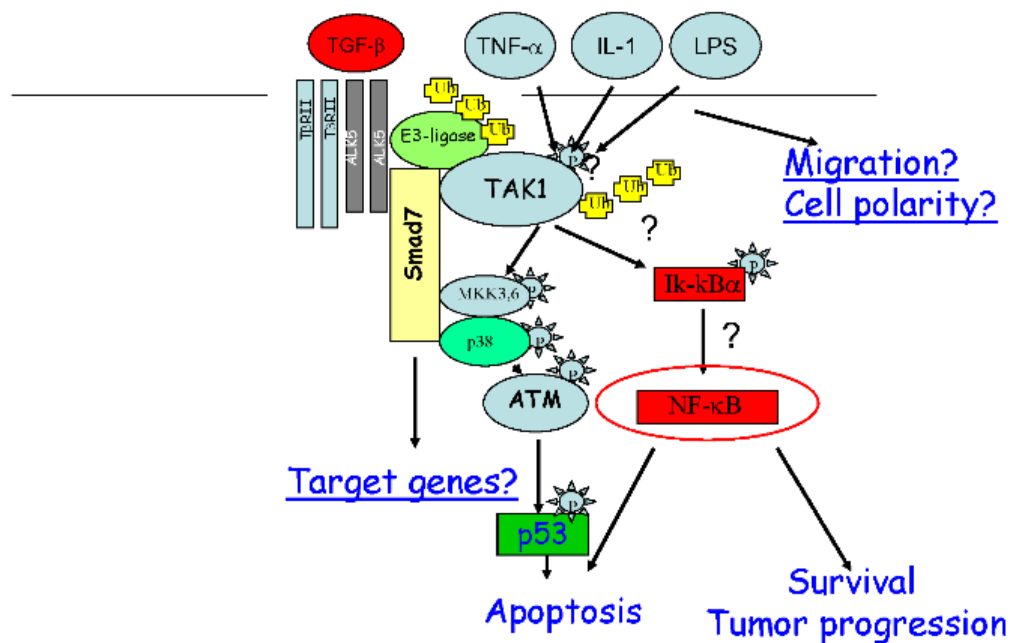 TGF-β
TNF-α
IL-1
LPS
TβRII
TβRII
ALK5
ALK5
Ub
Ub
Ub
E3-ligase
P
?
TAK1
Ub
Ub
Ub
Migration?
Cell polarity?
?
Smad7
P
Ik-kBα
MKK3,6
P
?
p38
P
P
ATM
NF-κB
Target genes?
P
p53
Apoptosis
Survival
Tumor progression